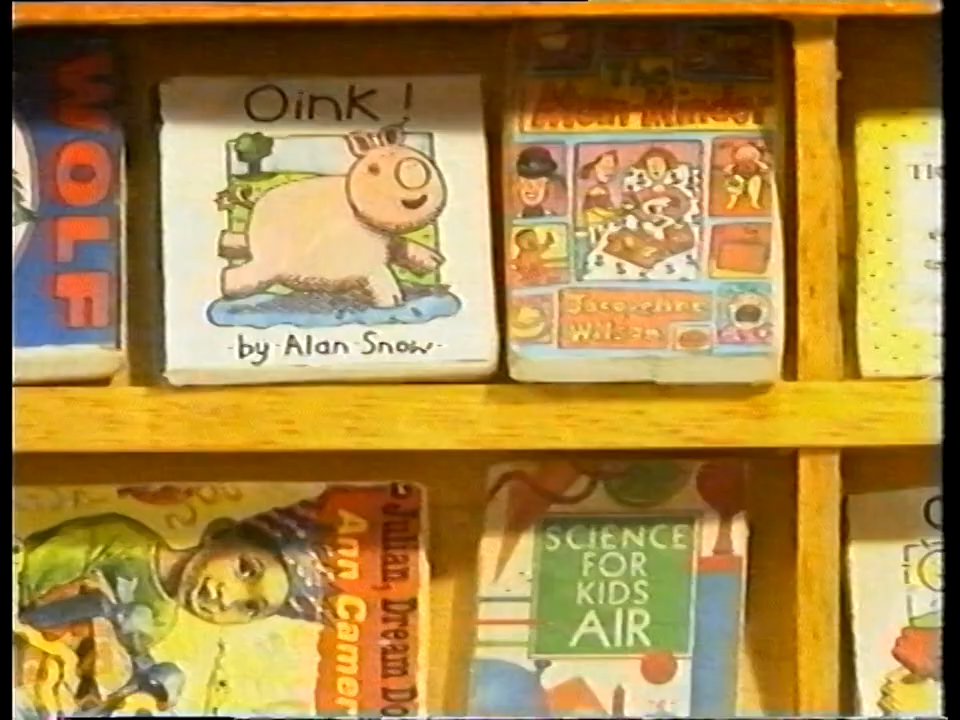 WOLF
Oink!
by Alan Snow
The
Mum-Minder
Jacqueline
Wilson
Julian, Dream Do
Ann Camer
SCIENCE
FOR
KIDS
AIR